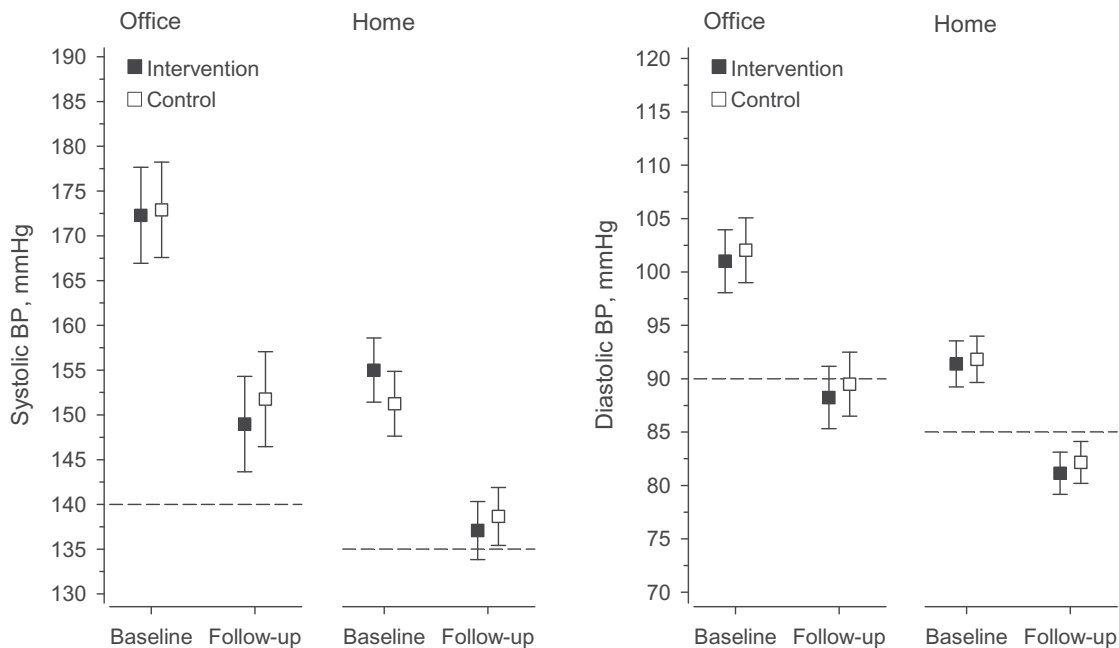 Office Home
Intervention
Control
Systolic BP, mmHg
190
185
180
175
170
165
160
155
150
145
140
135
130
Baseline Follow-up Baseline Follow-up
Office Home
Intervention
Control
Diastolic BP, mmHg
120
115
110
105
100
95
90
85
80
75
70
Baseline Follow-up Baseline Follow-up